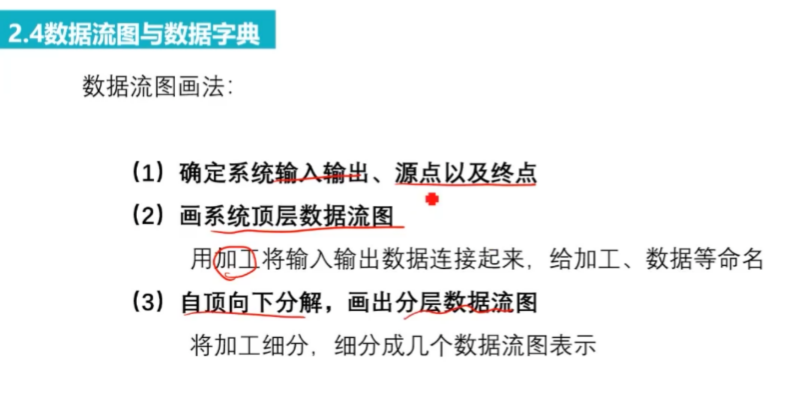 2.4数据流图与数据字典
数据流图画法：
（1）确定系统输入输出、源点以及终点
（2）画系统顶层数据流图
用加工将输入输出数据连接起来，给加工、数据等命名
（3）自顶向下分解，画出分层数据流图
将加工细分，细分成几个数据流图表示